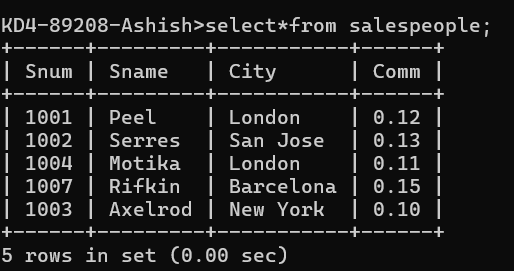 KD4-89208-Ashish>select*from salespeople;
+------+---------+-----------+------+
| Snum | Sname   | City      | Comm |
+------+---------+-----------+------+
| 1001 | Peel    | London    | 0.12 |
| 1002 | Serres  | San Jose  | 0.13 |
| 1004 | Motika  | London    | 0.11 |
| 1007 | Rifkin  | Barcelona | 0.15 |
| 1003 | Axelrod | New York  | 0.10 |
+------+---------+-----------+------+
5 rows in set (0.00 sec)